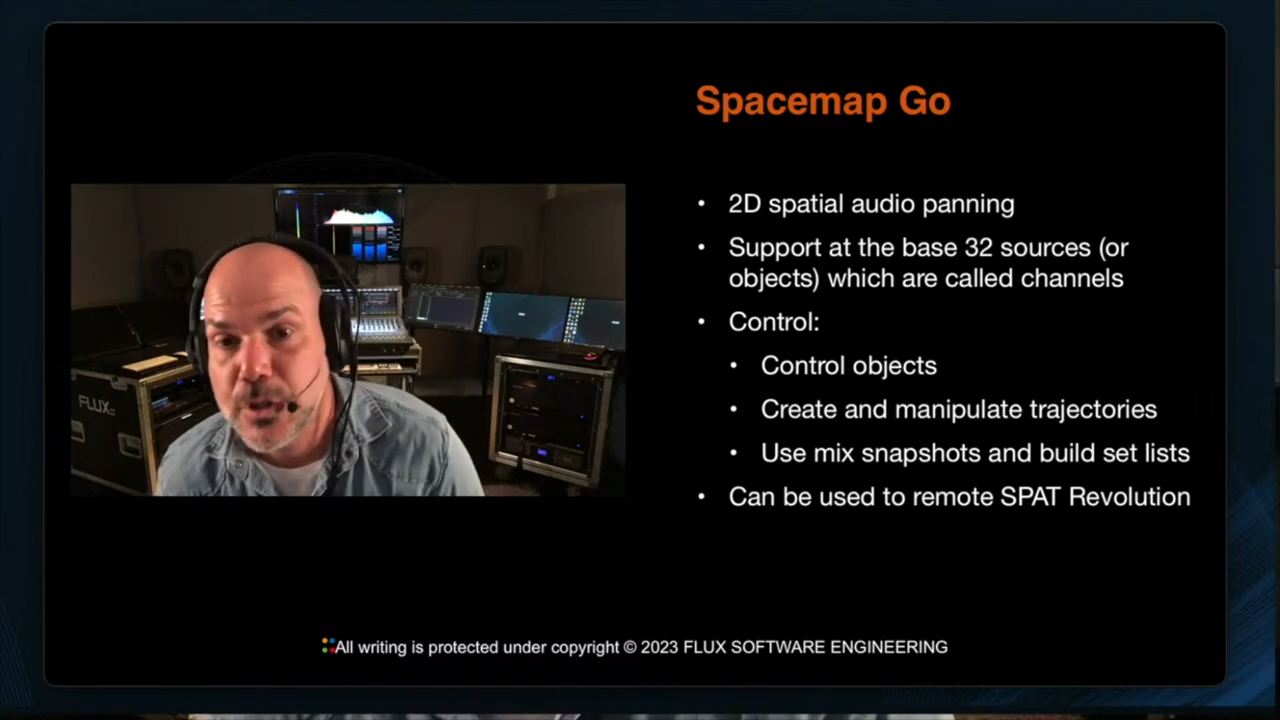 Spacemap Go
• 2D spatial audio panning
• Support at the base 32 sources (or
objects) which are called channels
• Control:
• Control objects
• Create and manipulate trajectories
• Use mix snapshots and build set lists
• Can be used to remote SPAT Revolution
FLUX::
All writing is protected under copyright © 2023 FLUX SOFTWARE ENGINEERING